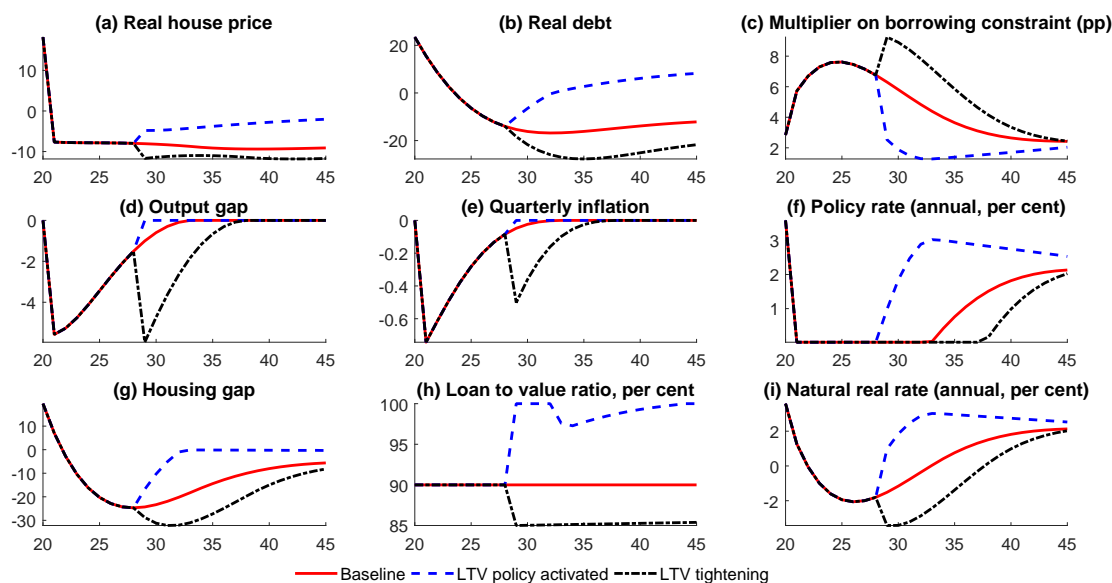 (a) Real house price
(b) Real debt
(c) Multiplier on borrowing constraint (pp)
10
0
-10
20 25 30 35 40 45
20
0
-20
20 25 30 35 40 45
8
6
4
2
20 25 30 35 40 45
(d) Output gap
(e) Quarterly inflation
(f) Policy rate (annual, per cent)
0
-2
-4
20 25 30 35 40 45
0
-0.2
-0.4
-0.6
20 25 30 35 40 45
3
2
1
20 25 30 35 40 45
(g) Housing gap
(h) Loan to value ratio, per cent
(i) Natural real rate (annual, per cent)
10
0
-10
-20
-30
20 25 30 35 40 45
100
95
90
85
20 25 30 35 40 45
2
0
-2
20 25 30 35 40 45
Baseline LTV policy activated LTV tightening